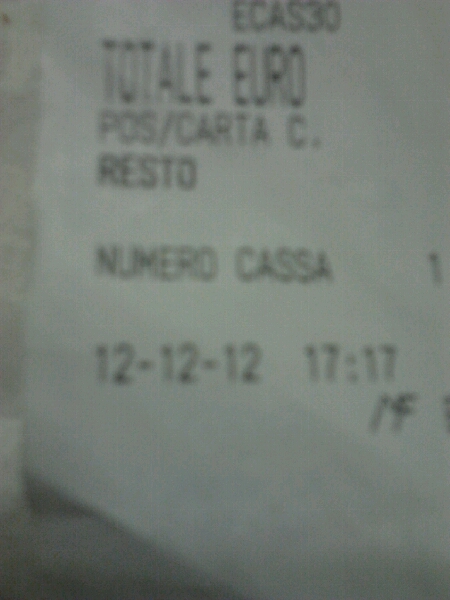 ECAS30
TOTALE EURO
POS/CARTA C.
RESTO
NUMERO CASSA 1
12-12-12 17:17